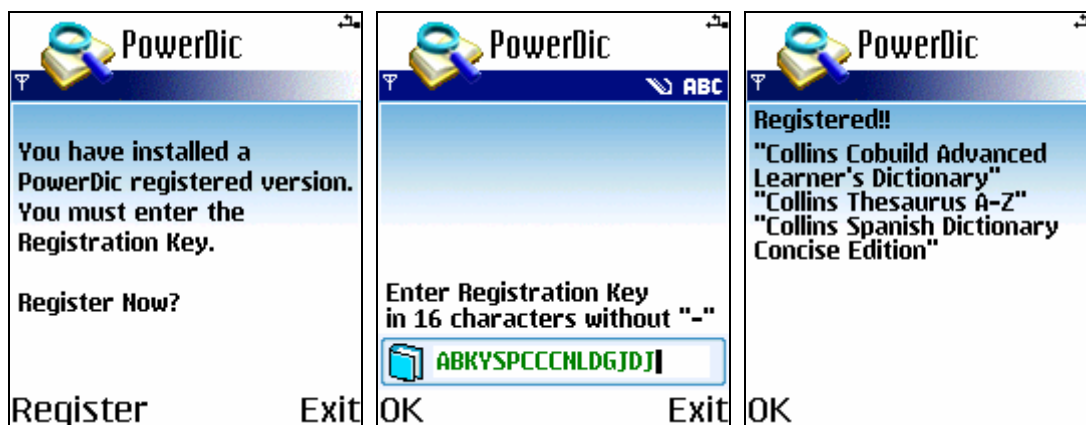 PowerDic
You have installed a
PowerDic registered version.
You must enter the
Registration Key.
Register Now?
Register Exit
PowerDic
ABC
Enter Registration Key
in 16 characters without "-"
ABKYSPCCCNLDGJDJ
OK Exit
PowerDic
Registered!!
"Collins Cobuild Advanced
Learner's Dictionary"
"Collins Thesaurus A-Z"
"Collins Spanish Dictionary
Concise Edition"
OK